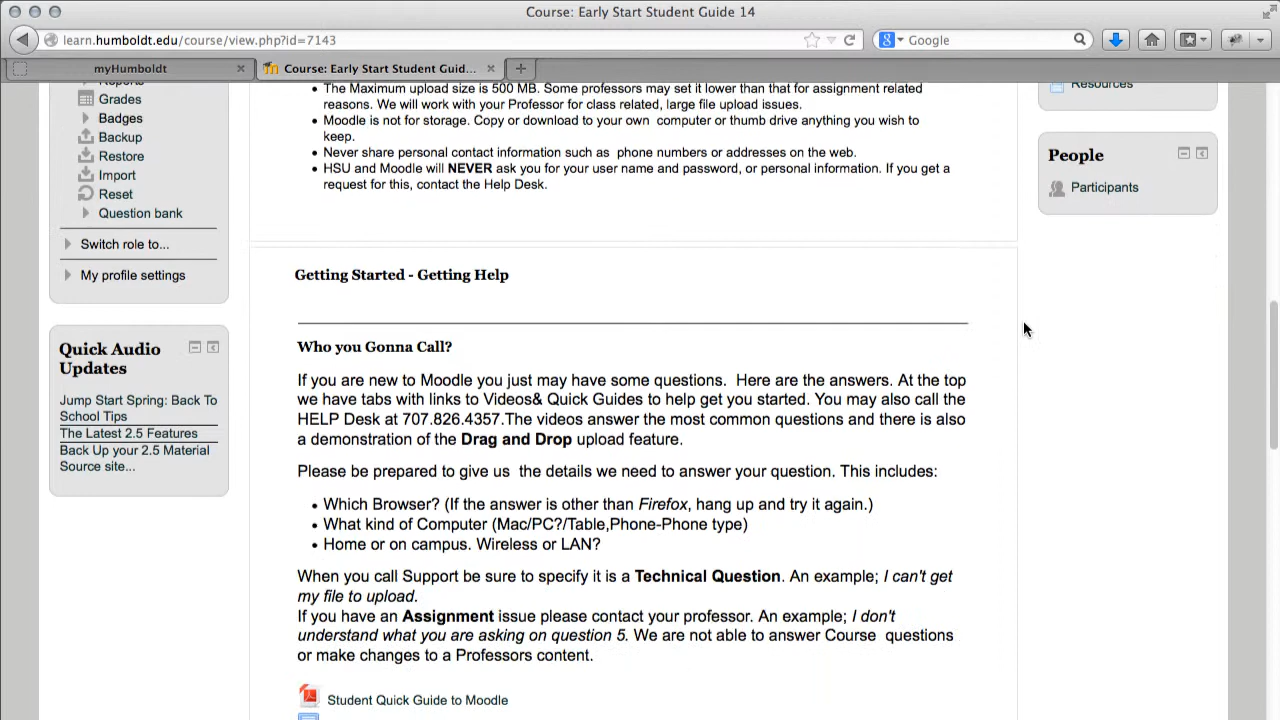 Course: Early Start Student Guide 14
learn.humboldt.edu/course/view.php?id=7143
Google
myHumboldt
Course: Early Start Student Guid...
Reports
Grades
Badges
Backup
Restore
Import
Reset
Question bank
Switch role to...
My profile settings
Quick Audio
Updates
Jump Start Spring: Back To
School Tips
The Latest 2.5 Features
Back Up your 2.5 Material
Source site...
• The Maximum upload size is 500 MB. Some professors may set it lower than that for assignment related
reasons. We will work with your Professor for class related, large file upload issues.
• Moodle is not for storage. Copy or download to your own computer or thumb drive anything you wish to
keep.
• Never share personal contact information such as phone numbers or addresses on the web.
• HSU and Moodle will NEVER ask you for your user name and password, or personal information. If you get a
request for this, contact the Help Desk.
Getting Started - Getting Help
Who you Gonna Call?
If you are new to Moodle you just may have some questions. Here are the answers. At the top
we have tabs with links to Videos& Quick Guides to help get you started. You may also call the
HELP Desk at 707.826.4357.The videos answer the most common questions and there is also
a demonstration of the Drag and Drop upload feature.
Please be prepared to give us the details we need to answer your question. This includes:
• Which Browser? (If the answer is other than Firefox, hang up and try it again.)
• What kind of Computer (Mac/PC?/Table,Phone-Phone type)
• Home or on campus. Wireless or LAN?
When you call Support be sure to specify it is a Technical Question. An example; I can't get
my file to upload.
If you have an Assignment issue please contact your professor. An example; I don't
understand what you are asking on question 5. We are not able to answer Course questions
or make changes to a Professors content.
Student Quick Guide to Moodle
Resources
People
Participants